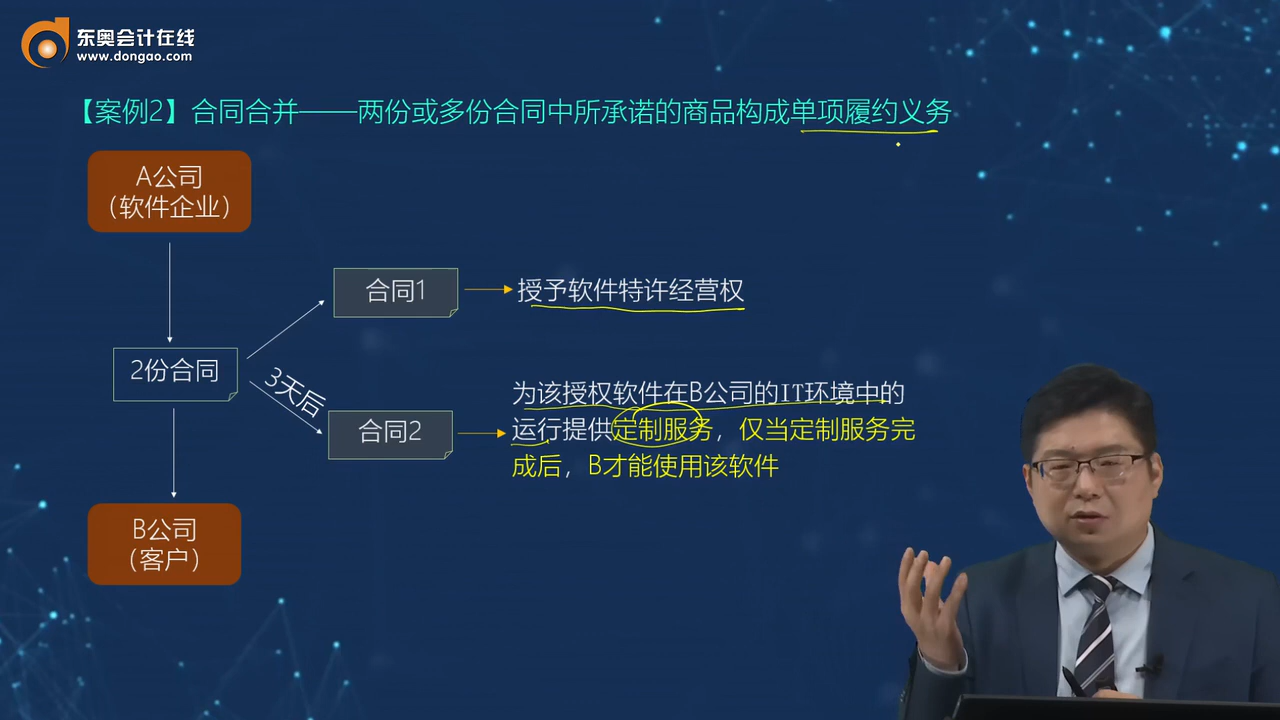 东奥会计在线
www.dongao.com
【案例2】合同合并——两份或多份合同中所承诺的商品构成单项履约义务
A公司
（软件企业）
合同1
授予软件特许经营权
2份合同
3天后
合同2
为该授权软件在B公司的IT环境中的
运行提供定制服务，仅当定制服务完
成后，B才能使用该软件
B公司
（客户）